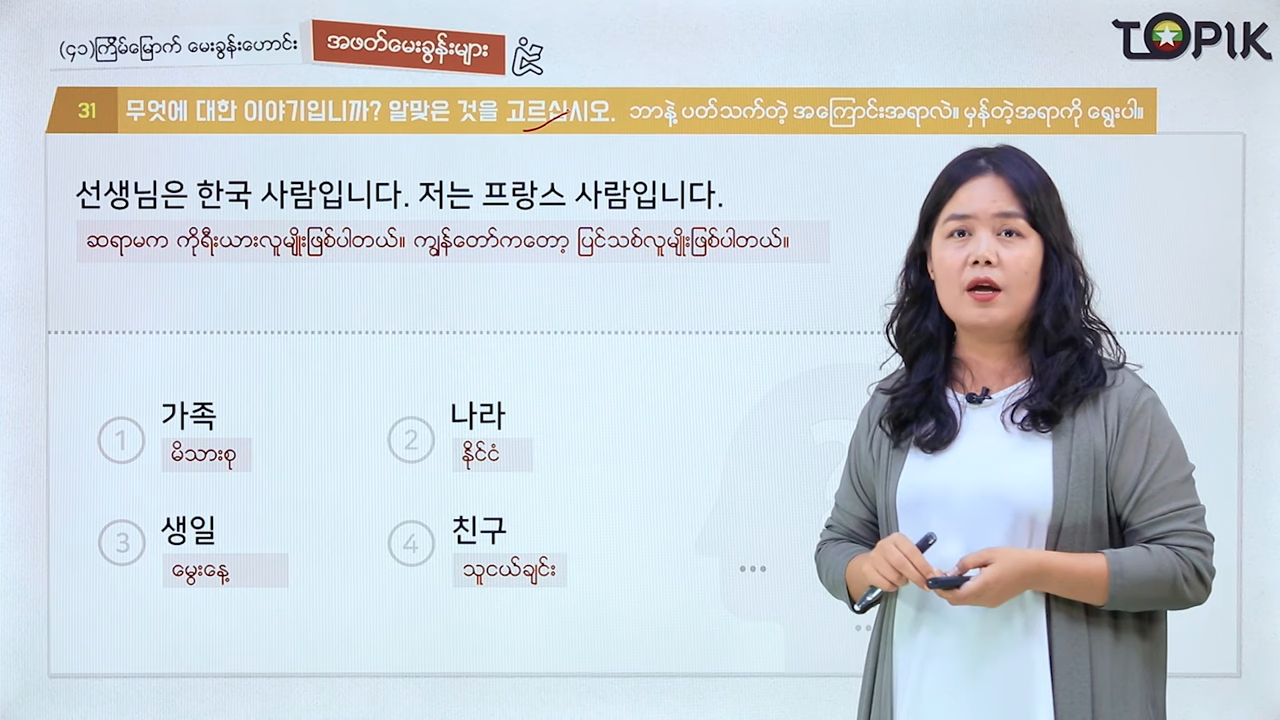 (၄၁)ကြိမ်မြောက် မေးခွန်းဟောင်း အဖတ်မေးခွန်းများ
TOPIK
31 무엇에 대한 이야기입니까? 알맞은 것을 고르십시오. ဘာနဲ့ ပတ်သက်တဲ့ အကြောင်းအရာလဲ။ မှန်တဲ့အရာကို ရွေးပါ။
선생님은 한국 사람입니다. 저는 프랑스 사람입니다.
ဆရာမက ကိုရီးယားလူမျိုးဖြစ်ပါတယ်။ ကျွန်တော်ကတော့ ပြင်သစ်လူမျိုးဖြစ်ပါတယ်။
1 가족
မိသားစု
2 나라
နိုင်ငံ
3 생일
မွေးနေ့
4 친구
သူငယ်ချင်း